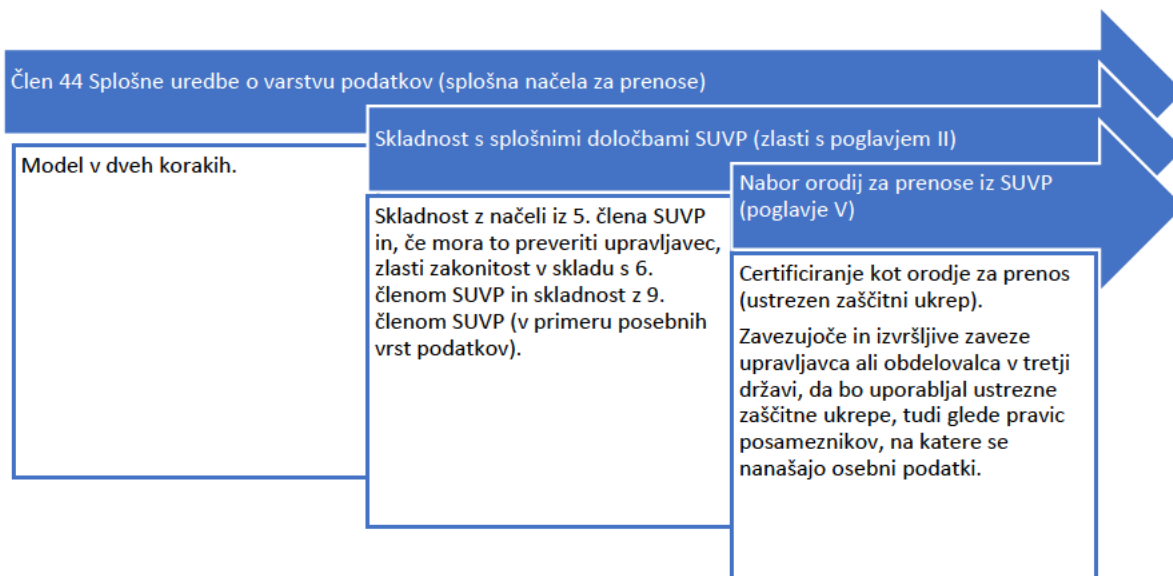 Člen 44 Splošne uredbe o varstvu podatkov (splošna načela za prenose)
Model v dveh korakih.
Skladnost s splošnimi določbami SUVP (zlasti s poglavjem II)
Skladnost z načeli iz 5. člena SUVP
in, če mora to preveriti upravljavec,
zlasti zakonitost v skladu s 6.
členom SUVP in skladnost z 9.
členom SUVP (v primeru posebnih
vrst podatkov).
Nabor orodij za prenose iz SUVP
(poglavje V)
Certificiranje kot orodje za prenos
(ustrezen zaščitni ukrep).
Zavezujoče in izvršljive zaveze
upravljavca ali obdelovalca v tretji
državi, da bo uporabljal ustrezne
zaščitne ukrepe, tudi glede pravic
posameznikov, na katere se
nanašajo osebni podatki.